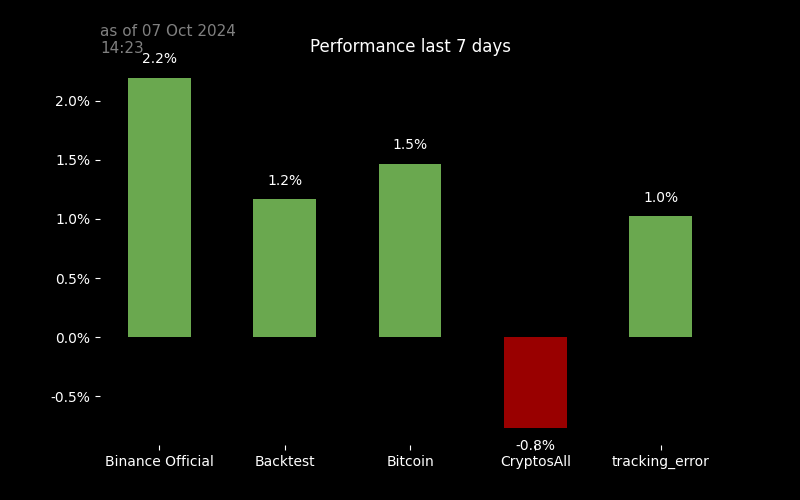 as of 07 Oct 2024
14:23
Performance last 7 days
2.2%
2.0%
1.5%
1.5%
1.2%
1.0%
1.0%
0.5%
0.0%
-0.5%
-0.8%
Binance Official
Backtest
Bitcoin
CryptosAll
tracking_error